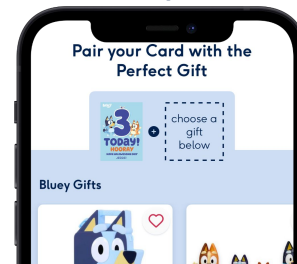 Pair your Card with the
Perfect Gift
3
TODAY!
HOORAY
choose a
gift
below
Bluey Gifts